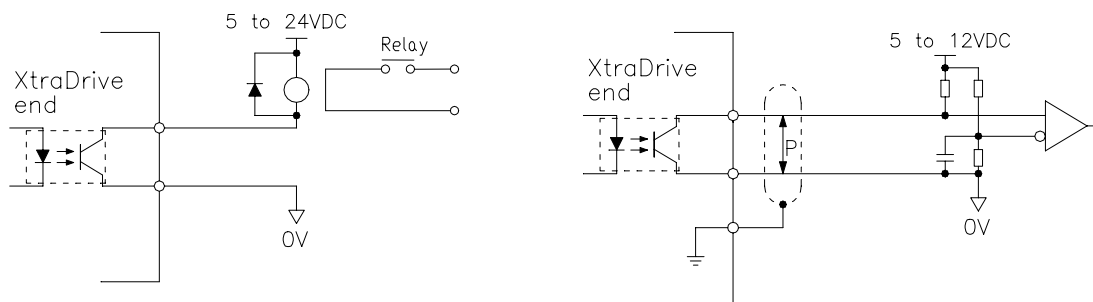 5 to 24VDC
Relay
XtraDrive
end
0V
5 to 12VDC
XtraDrive
end
P
0V